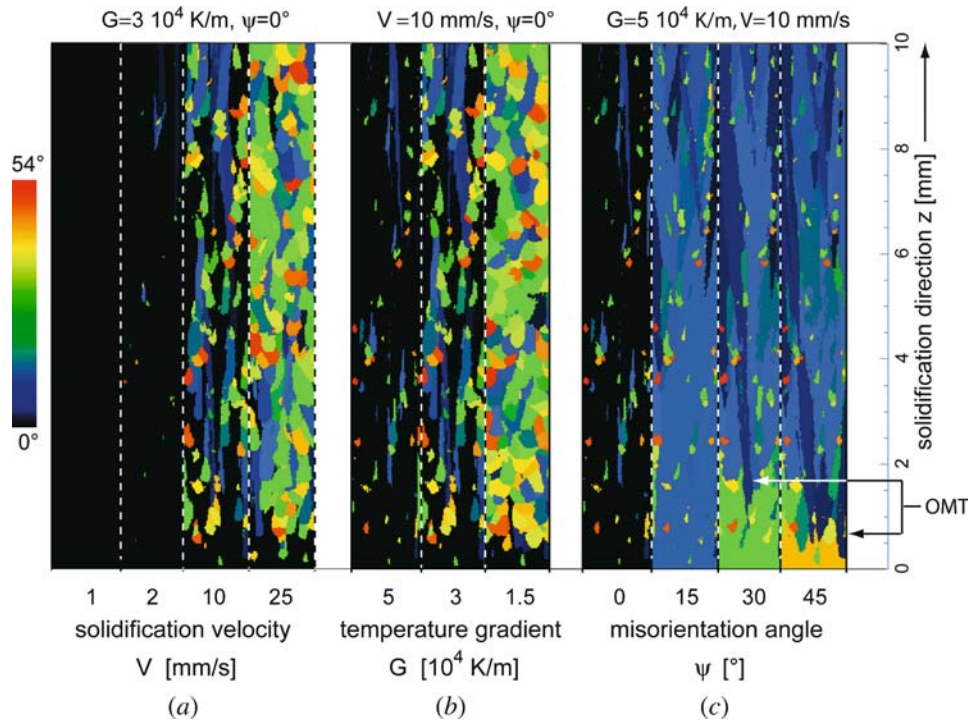 G=3 10⁴ K/m, ψ=0°
V=10 mm/s, ψ=0°
G=5 10⁴ K/m, V=10 mm/s
54°
0°
10
8
6
4
2
0
solidification direction z [mm]
OMT
1 2 10 25
solidification velocity
V [mm/s]
(a)
5 3 1.5
temperature gradient
G [10⁴ K/m]
(b)
0 15 30 45
misorientation angle
ψ [°]
(c)